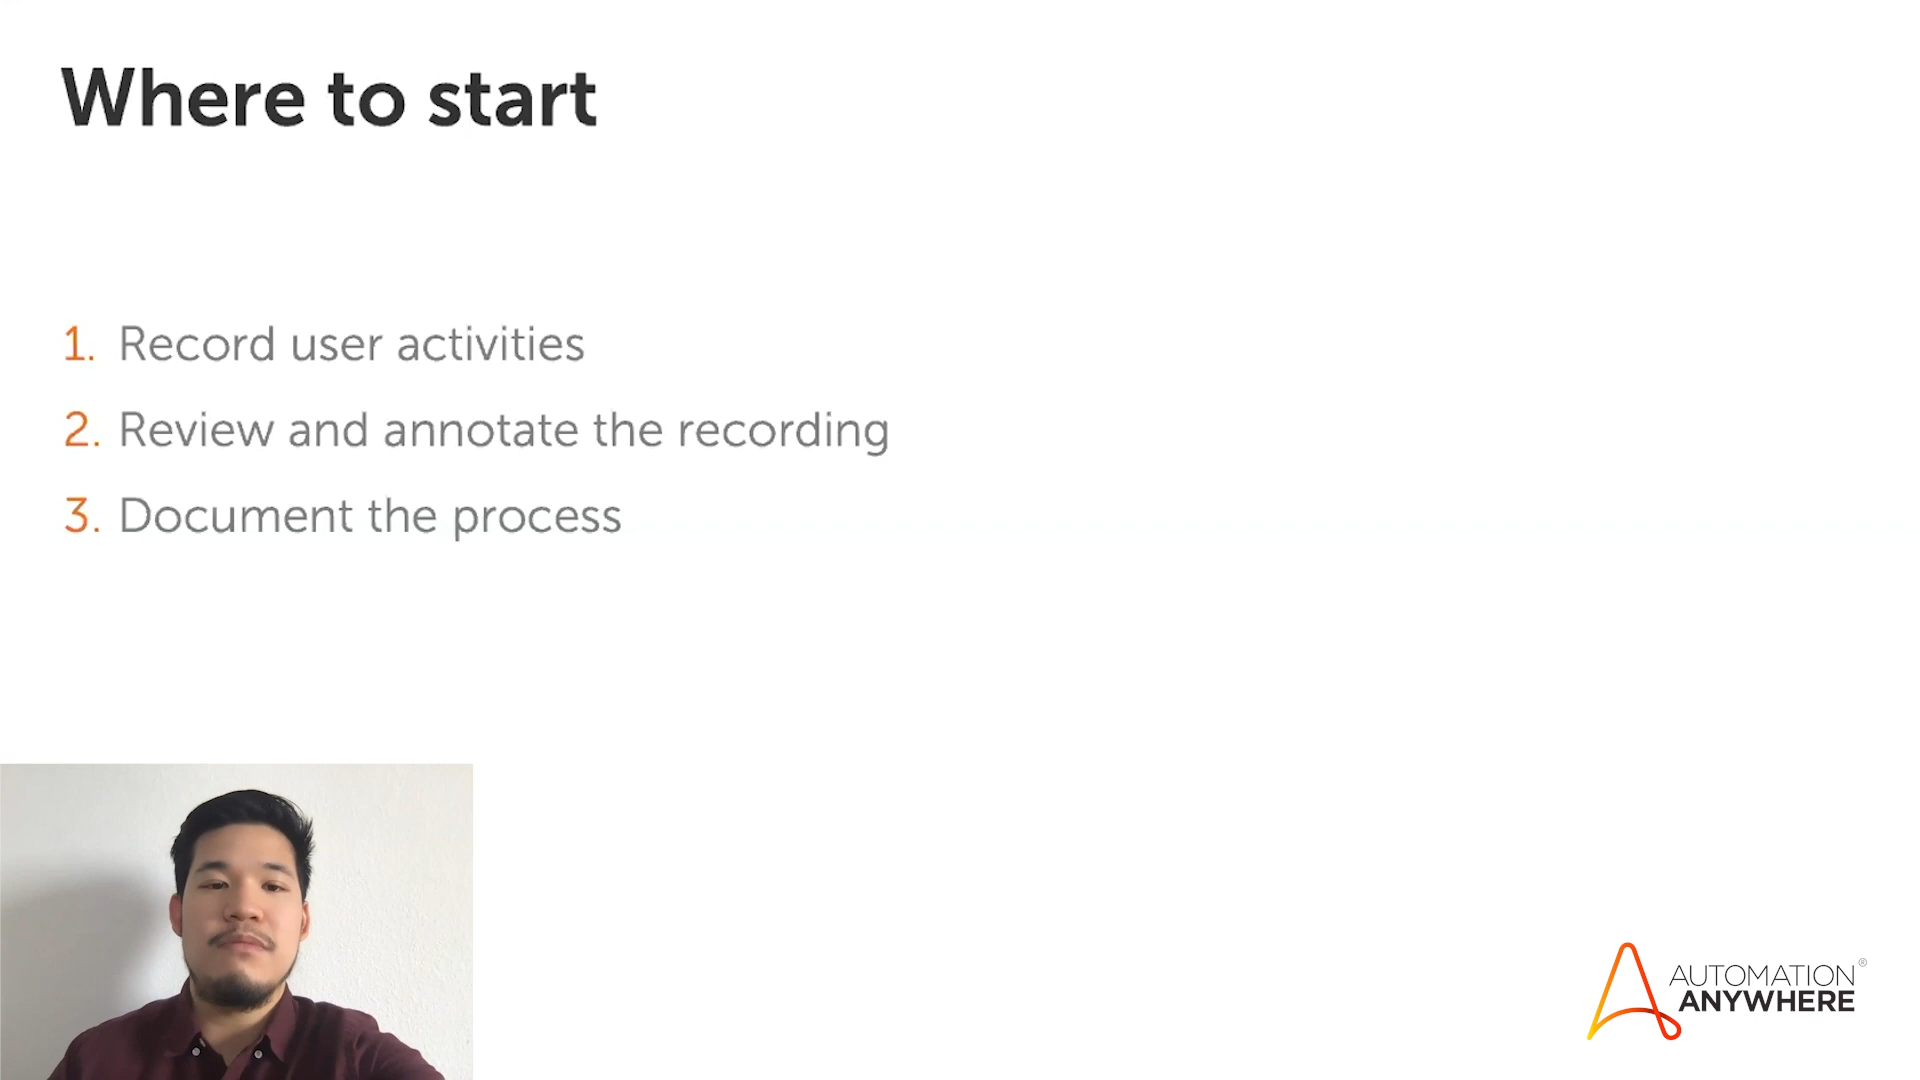 Where to start
1. Record user activities
2. Review and annotate the recording
3. Document the process
AUTOMATION®
ANYWHERE